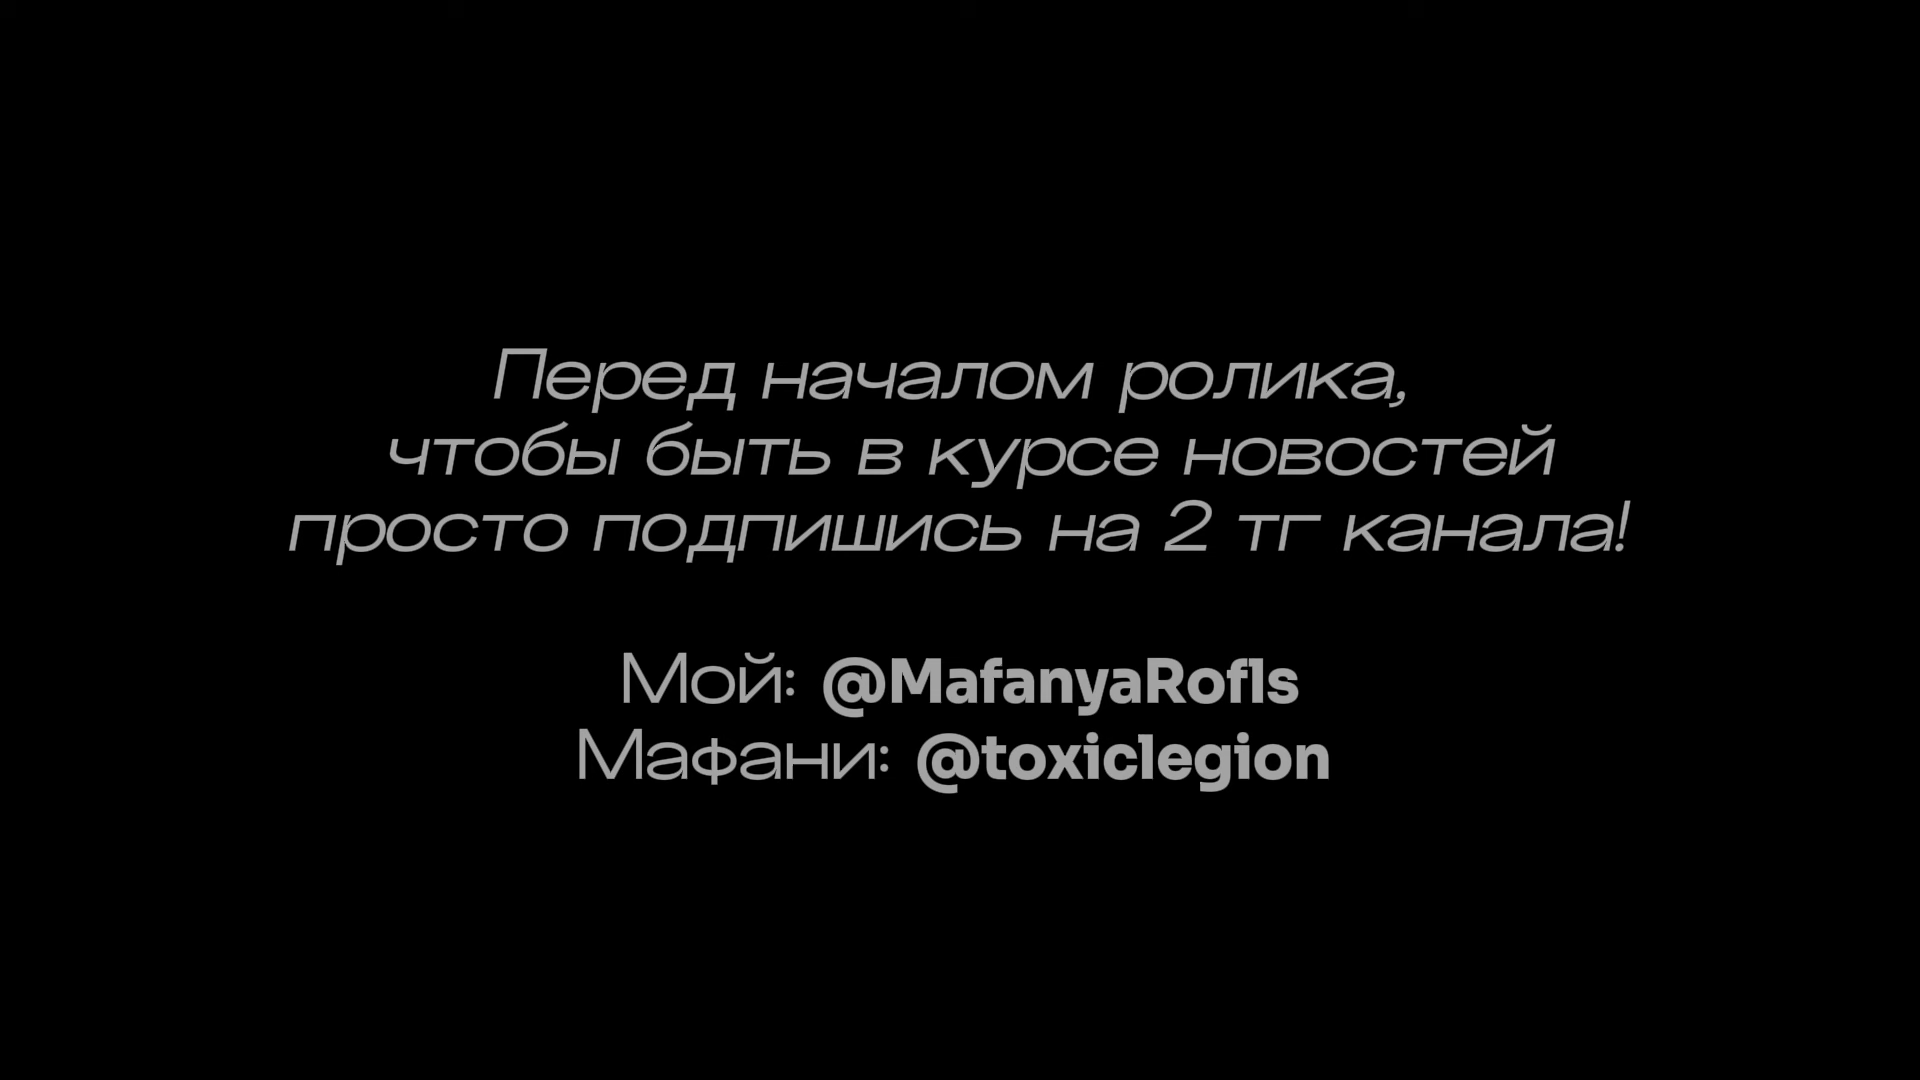 Перед началом ролика,
чтобы быть в курсе новостей
просто подпишись на 2 тг канала!
Мой: @MafanyaRofls
Мафани: @toxiclegion